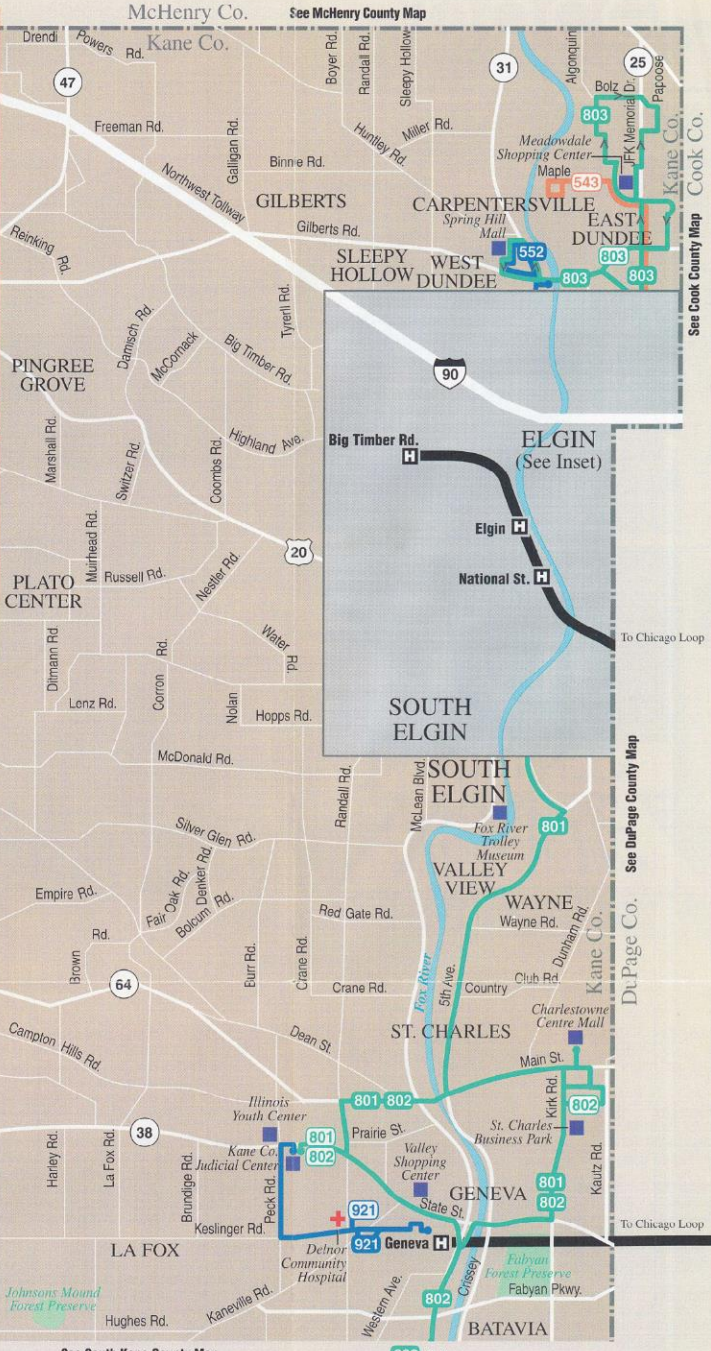 McHenry Co.
See McHenry County Map
Kane Co.
Drendi
Powers Rd.
47
Boyer Rd.
Randall Rd.
Sleepy Hollow
31
Algonquin
25
Bolz
Papoose
803
JFK Memorial Dr.
Kane Co.
Cook Co.
Freeman Rd.
Galligan Rd.
Huntley Rd.
Miller Rd.
Meadowdale
Shopping Center
Maple
543
Binnie Rd.
Northwest Tollway
GILBERTS
CARPENTERSVILLE
Spring Hill
Mall
EAST
DUNDEE
Reinking Rd.
Gilberts Rd.
552
803
SLEEPY
HOLLOW
WEST
DUNDEE
803
803
See Cook County Map
Tyrerll Rd.
Damisch Rd.
McCornack
Big Timber Rd.
PINGREE
GROVE
90
Marshall Rd.
Switzer Rd.
Coombs Rd.
Highland Ave.
Big Timber Rd.
H
ELGIN
(See Inset)
Elgin H
20
Muirhead Rd.
Russell Rd.
Nestler Rd.
National St. H
PLATO
CENTER
Water
Rd.
To Chicago Loop
Ditmann Rd.
Corron Rd.
Lenz Rd.
Nolan
Hopps Rd.
SOUTH
ELGIN
McDonald Rd.
Randall Rd.
McLean Blvd.
SOUTH
ELGIN
See DuPage County Map
Silver Glen Rd.
Fox River
Trolley
Museum
801
Denker Rd.
Fair Oak Rd.
Bolcum Rd.
VALLEY
VIEW
WAYNE
Empire Rd.
Red Gate Rd.
Wayne Rd.
Dunham Rd.
Brown Rd.
Burr Rd.
Crane Rd.
Kane Co.
DuPage Co.
64
Crane Rd.
Fox River
5th Ave.
Country Club Rd.
Charlestowne
Centre Mall
Campton Hills Rd.
Dean St.
ST. CHARLES
Main St.
Illinois
Youth Center
801 802
Kirk Rd.
802
38
Prairie St.
St. Charles
Business Park
Harley Rd.
La Fox Rd.
Brundige Rd.
Kane Co.
Judicial Center
801
802
Valley
Shopping
Center
Kautz Rd.
Peck Rd.
GENEVA
801
802
State St.
Keslinger Rd.
921
921
Geneva H
To Chicago Loop
LA FOX
Delnor
Community
Hospital
Crissey
Fabyan
Forest Preserve
Johnsons Mound
Forest Preserve
Kaneville Rd.
Western Ave.
802
Fabyan Pkwy.
Hughes Rd.
BATAVIA